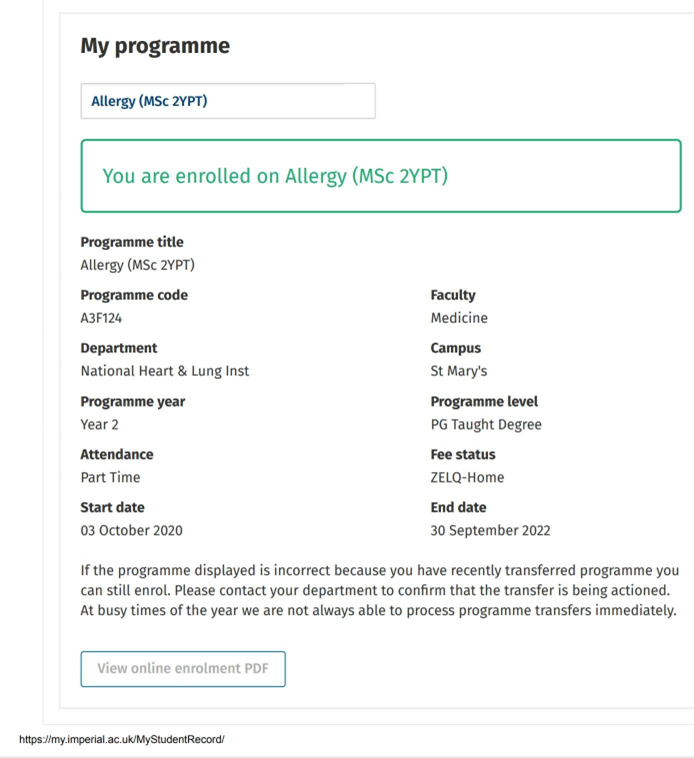 My programme
Allergy (MSc 2YPT)
You are enrolled on Allergy (MSc 2YPT)
Programme title
Allergy (MSc 2YPT)
Programme code
Faculty
A3F124
Medicine
Department
Campus
National Heart & Lung Inst
St Mary's
Programme year
Programme level
Year 2
PG Taught Degree
Attendance
Fee status
Part Time
ZELQ-Home
Start date
End date
03 October 2020
30 September 2022
If the programme displayed is incorrect because you have recently transferred programme you
can still enrol. Please contact your department to confirm that the transfer is being actioned.
At busy times of the year we are not always able to process programme transfers immediately.
View online enrolment PDF
https://my.imperial.ac.uk/MyStudentRecord/